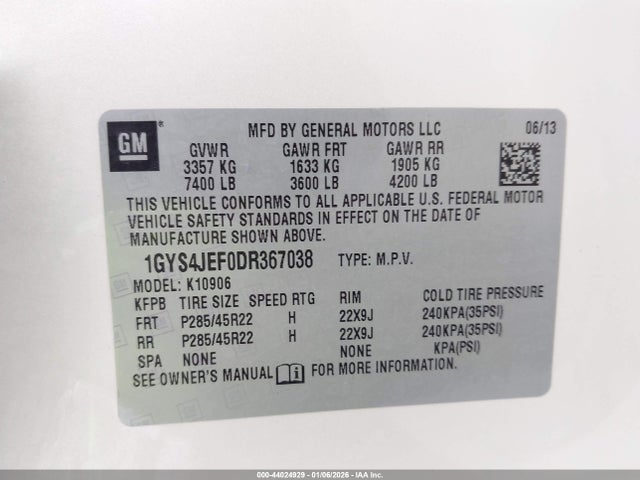 GM
MFD BY GENERAL MOTORS LLC 06/13
GVWR GAWR FRT GAWR RR
3357 KG 1633 KG 1905 KG
7400 LB 3600 LB 4200 LB
THIS VEHICLE CONFORMS TO ALL APPLICABLE U.S. FEDERAL MOTOR
VEHICLE SAFETY STANDARDS IN EFFECT ON THE DATE OF
MANUFACTURE SHOWN ABOVE.
1GYS4JEF0DR367038 TYPE: M.P.V.
MODEL: K10906
KFPB TIRE SIZE SPEED RTG RIM COLD TIRE PRESSURE
FRT P285/45R22 H 22X9J 240KPA(35PSI)
RR P285/45R22 H 22X9J 240KPA(35PSI)
SPA NONE NONE KPA(PSI)
SEE OWNER'S MANUAL i FOR MORE INFORMATION.
000-44024929 - 01/06/2026 - IAA Inc.